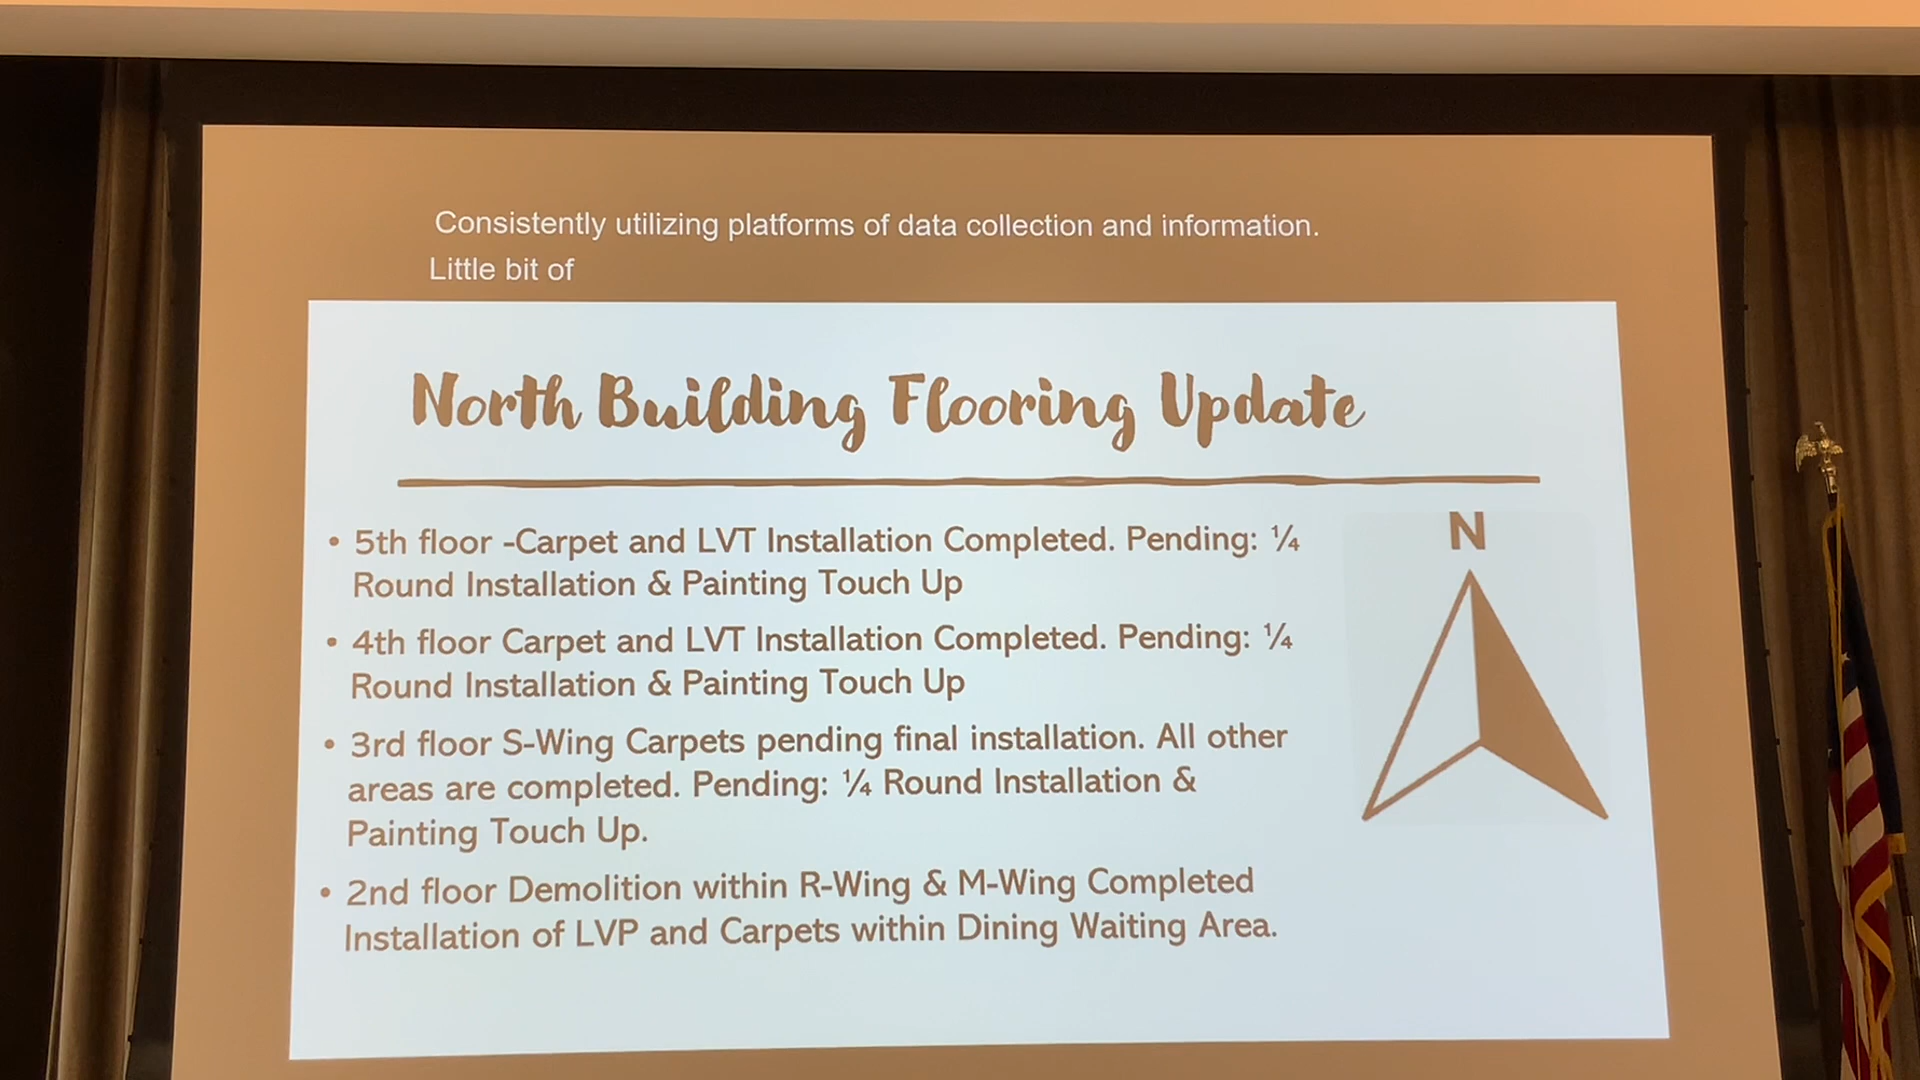 Consistently utilizing platforms of data collection and information.
Little bit of
North Building Flooring Update
• 5th floor -Carpet and LVT Installation Completed. Pending: ¼
Round Installation & Painting Touch Up
• 4th floor Carpet and LVT Installation Completed. Pending: ¼
Round Installation & Painting Touch Up
• 3rd floor S-Wing Carpets pending final installation. All other
areas are completed. Pending: ¼ Round Installation &
Painting Touch Up.
• 2nd floor Demolition within R-Wing & M-Wing Completed
Installation of LVP and Carpets within Dining Waiting Area.
N